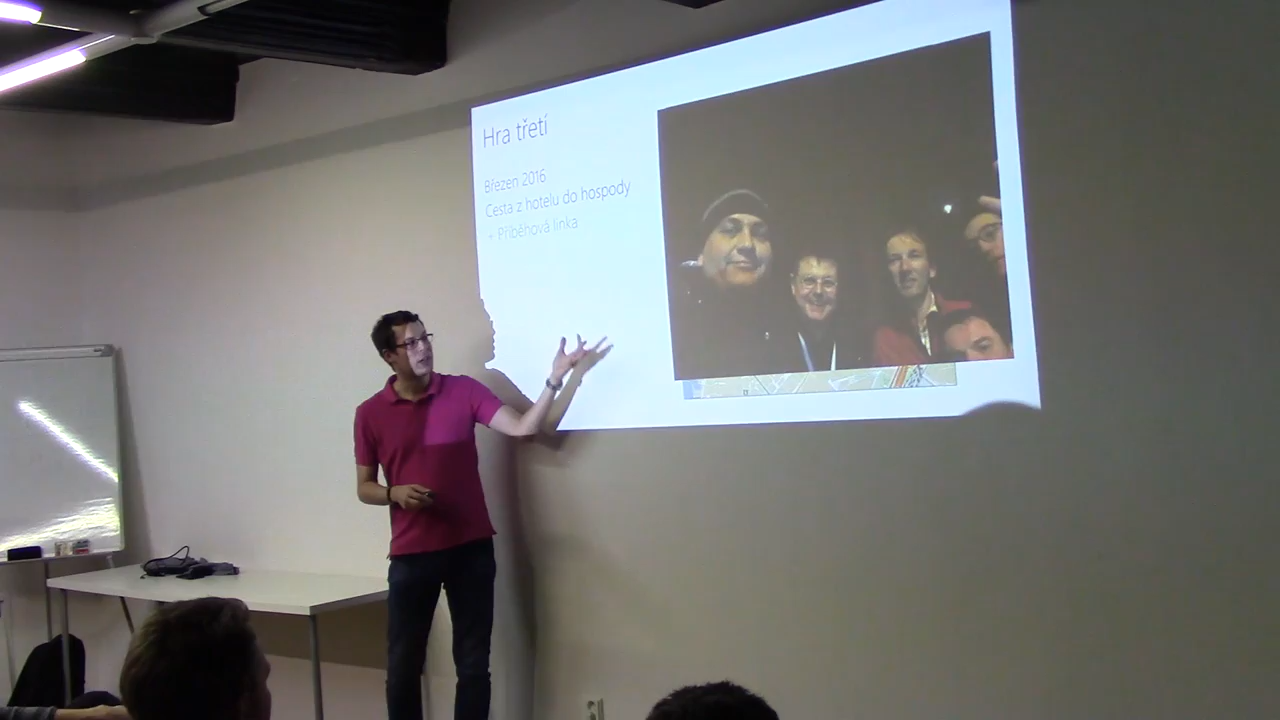 Hra třetí
Březen 2016
Cesta z hotelu do hospody
+ Příběhová linka